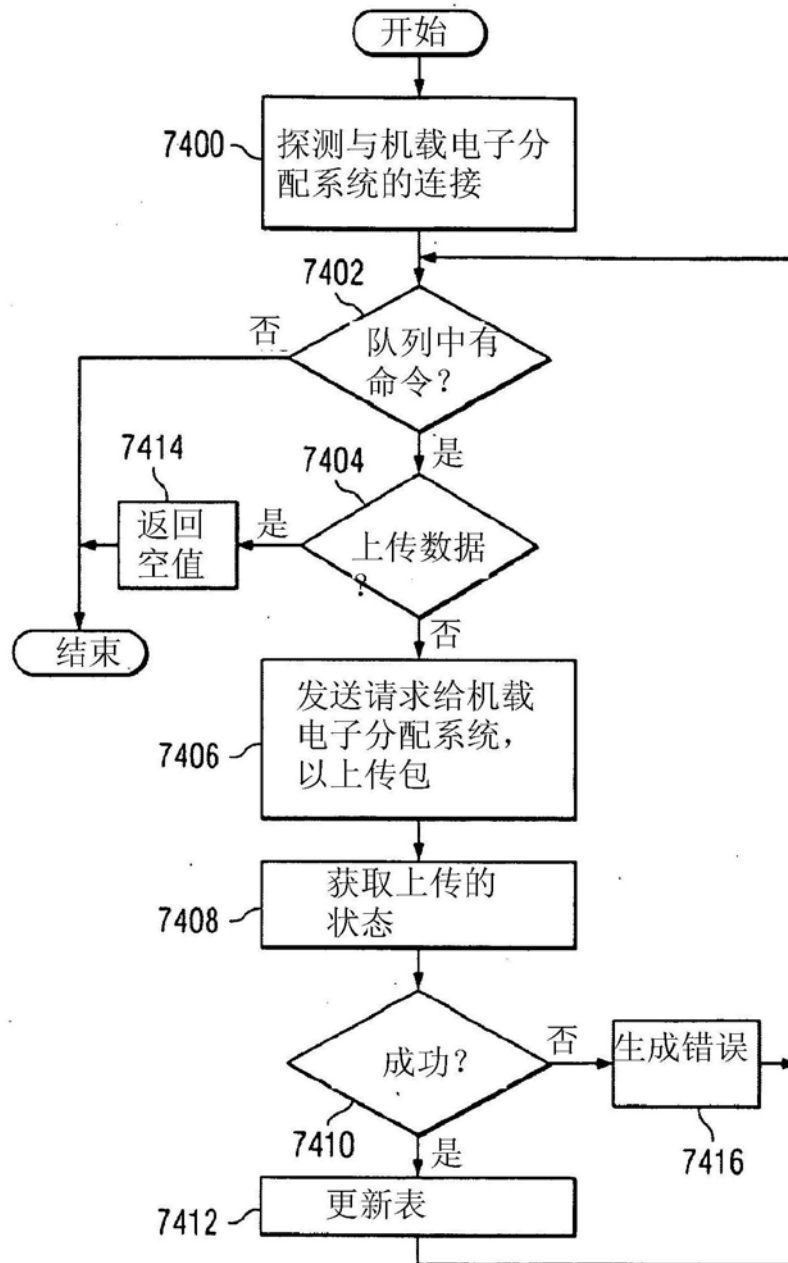 开始
7400
探测与机载电子分
配系统的连接
7402
否
队列中有
命令?
是
7414
7404
返回
空值
是
上传数据
?
结束
否
7406
发送请求给机载
电子分配系统，
以上传包
7408
获取上传的
状态
成功?
否
生成错误
7410
7416
是
7412
更新表